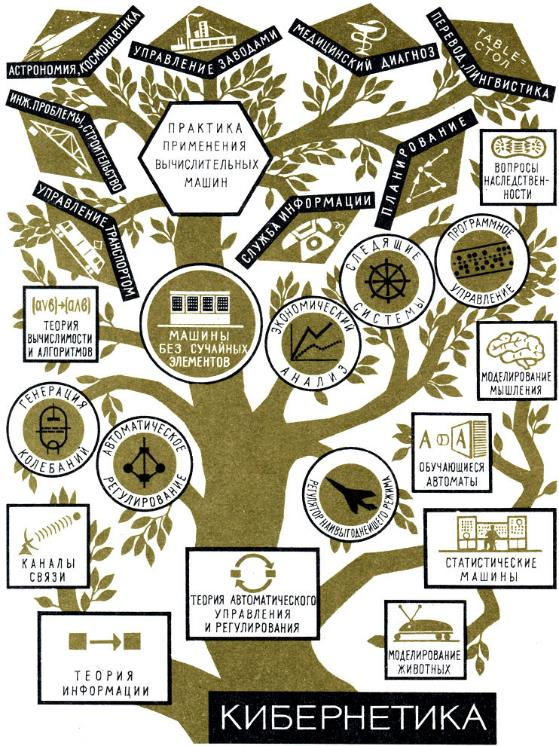 АСТРОНОМИЯ, КОСМОНАВТИКА
УПРАВЛЕНИЕ ЗАВОДАМИ
МЕДИЦИНСКИЙ ДИАГНОЗ
ПЕРЕВОД, ЛИНГВИСТИКА
TABLE=
СТОЛ
ИНЖ. ПРОБЛЕМЫ, СТРОИТЕЛЬСТВО
ПРАКТИКА
ПРИМЕНЕНИЯ
ВЫЧИСЛИТЕЛЬНЫХ
МАШИН
ПЛАНИРОВАНИЕ
ВОПРОСЫ
НАСЛЕДСТВЕН-
НОСТИ
УПРАВЛЕНИЕ ТРАНСПОРТОМ
СЛУЖБА ИНФОРМАЦИИ
СЛЕДЯЩИЕ
СИСТЕМЫ
ПРОГРАММНОЕ
УПРАВЛЕНИЕ
(a∨b)→(a∧b)
ТЕОРИЯ
ВЫЧИСЛИМОСТИ
И АЛГОРИТМОВ
МАШИНЫ
БЕЗ СУЧАЙНЫХ
ЭЛЕМЕНТОВ
ЭКОНОМИЧЕСКИЙ
АНАЛИЗ
МОДЕЛИРОВАНИЕ
МЫШЛЕНИЯ
ГЕНЕРАЦИЯ
КОЛЕБАНИЙ
АВТОМАТИЧЕСКОЕ
РЕГУЛИРОВАНИЕ
А А
ОБУЧАЮЩИЕСЯ
АВТОМАТЫ
РЕГУЛЯТОР НАИВЫГОДНЕЙШЕГО РЕЖИМА
КАНАЛЫ
СВЯЗИ
СТАТИСТИЧЕСКИЕ
МАШИНЫ
ТЕОРИЯ АВТОМАТИЧЕСКОГО
УПРАВЛЕНИЯ
И РЕГУЛИРОВАНИЯ
МОДЕЛИРОВАНИЕ
ЖИВОТНЫХ
ТЕОРИЯ
ИНФОРМАЦИИ
КИБЕРНЕТИКА